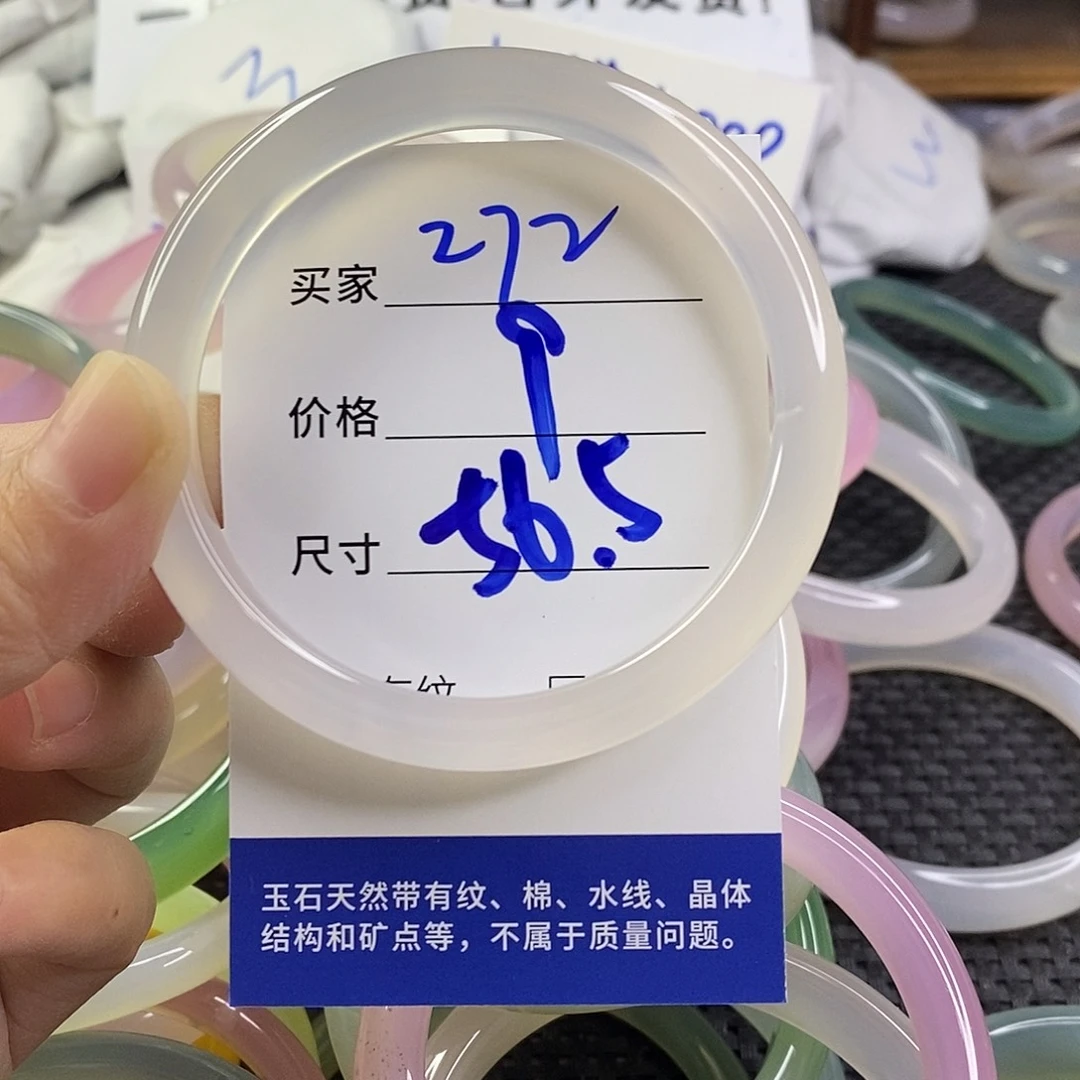 买家 272
价格 9
尺寸 56.5
玉石天然带有纹、棉、水线、晶体
结构和矿点等，不属于质量问题。